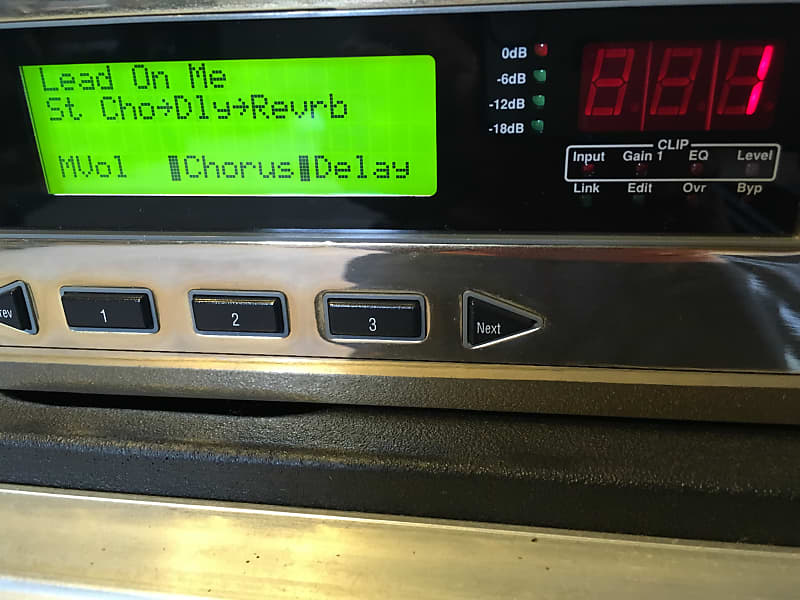 Lead On Me
St Cho→Dly→Revrb
MVol Chorus Delay
0dB
-6dB
-12dB
-18dB
1
CLIP
Input Gain 1 EQ Level
Link Edit Ovr Byp
rev 1 2 3 Next